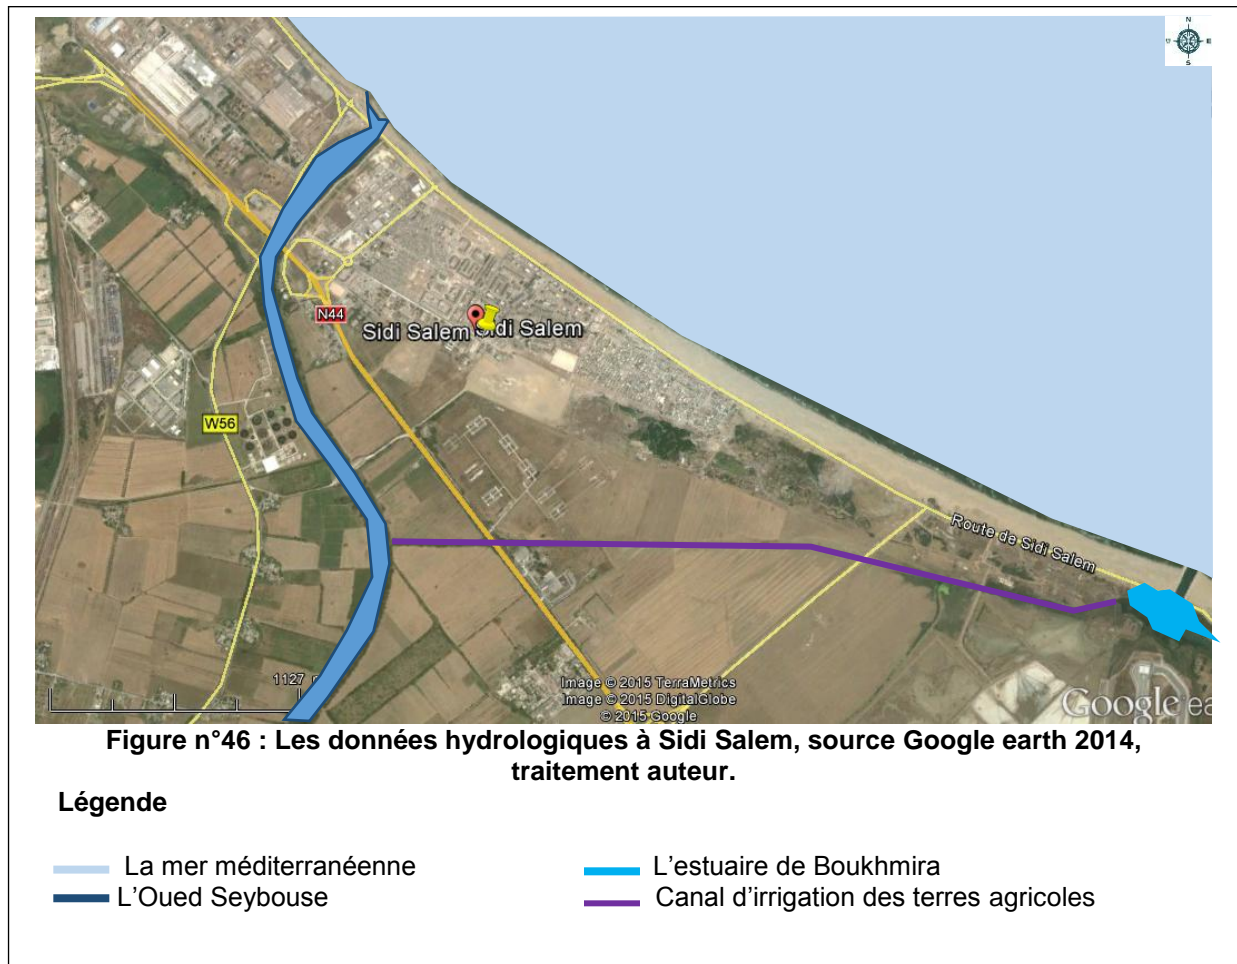 N
E
S
N44
Sidi Salem
Sidi Salem
W56
Route de Sidi Salem
1127
Image © 2015 TerraMetrics
Image © 2015 DigitalGlobe
© 2015 Google
Google ea
Figure n°46 : Les données hydrologiques à Sidi Salem, source Google earth 2014,
traitement auteur.
Légende
La mer méditerranéenne
L'estuaire de Boukhmira
L'Oued Seybouse
Canal d'irrigation des terres agricoles